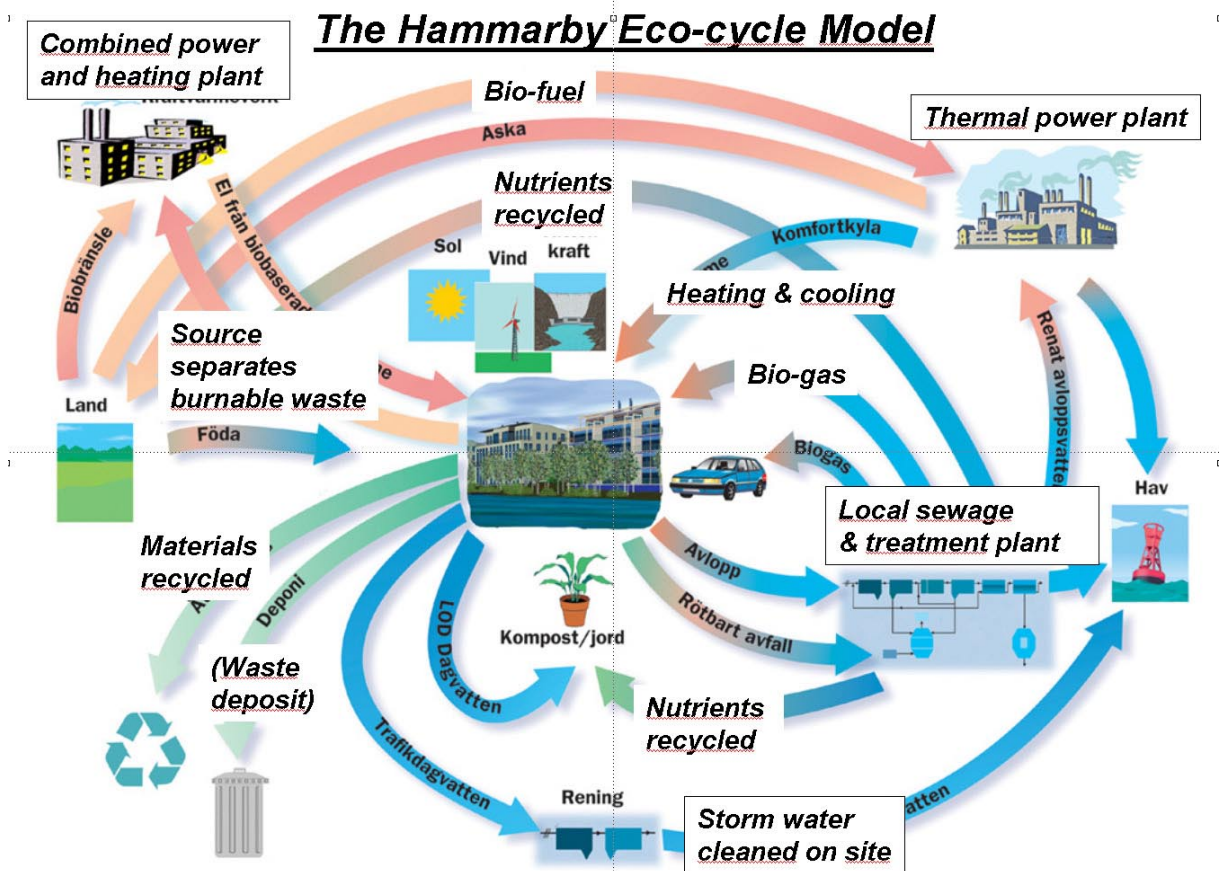 The Hammarby Eco-cycle Model
Combined power
and heating plant
Bio-fuel
Aska
Thermal power plant
Nutrients
recycled
El från biobaserad
Biobränsle
Sol
Vind
kraft
Komfortkyla
Heating & cooling
Source
separates
burnable waste
Bio-gas
Renat avloppsvatten
Land
Föda
Biogas
Hav
Local sewage
& treatment plant
Materials
recycled
Deponi
Avlopp
Rötbart avfall
LOD Dagvatten
Kompost/jord
(Waste
deposit)
Nutrients
recycled
Trafikdagvatten
Rening
Storm water
cleaned on site